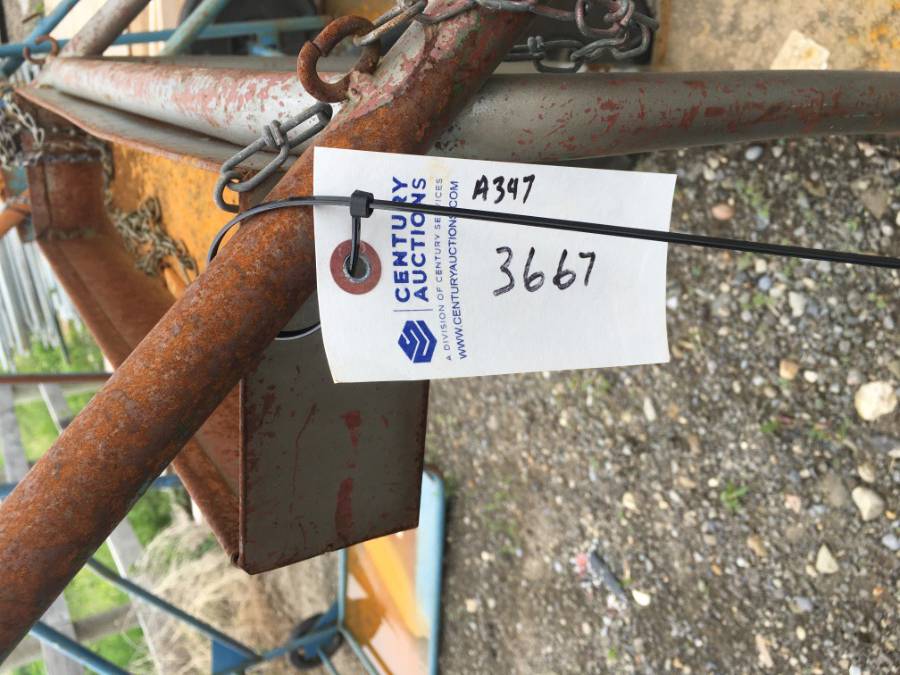 A347
3667
CENTURY
AUCTIONS
A DIVISION OF CENTURY SERVICES
WWW.CENTURYAUCTIONS.COM